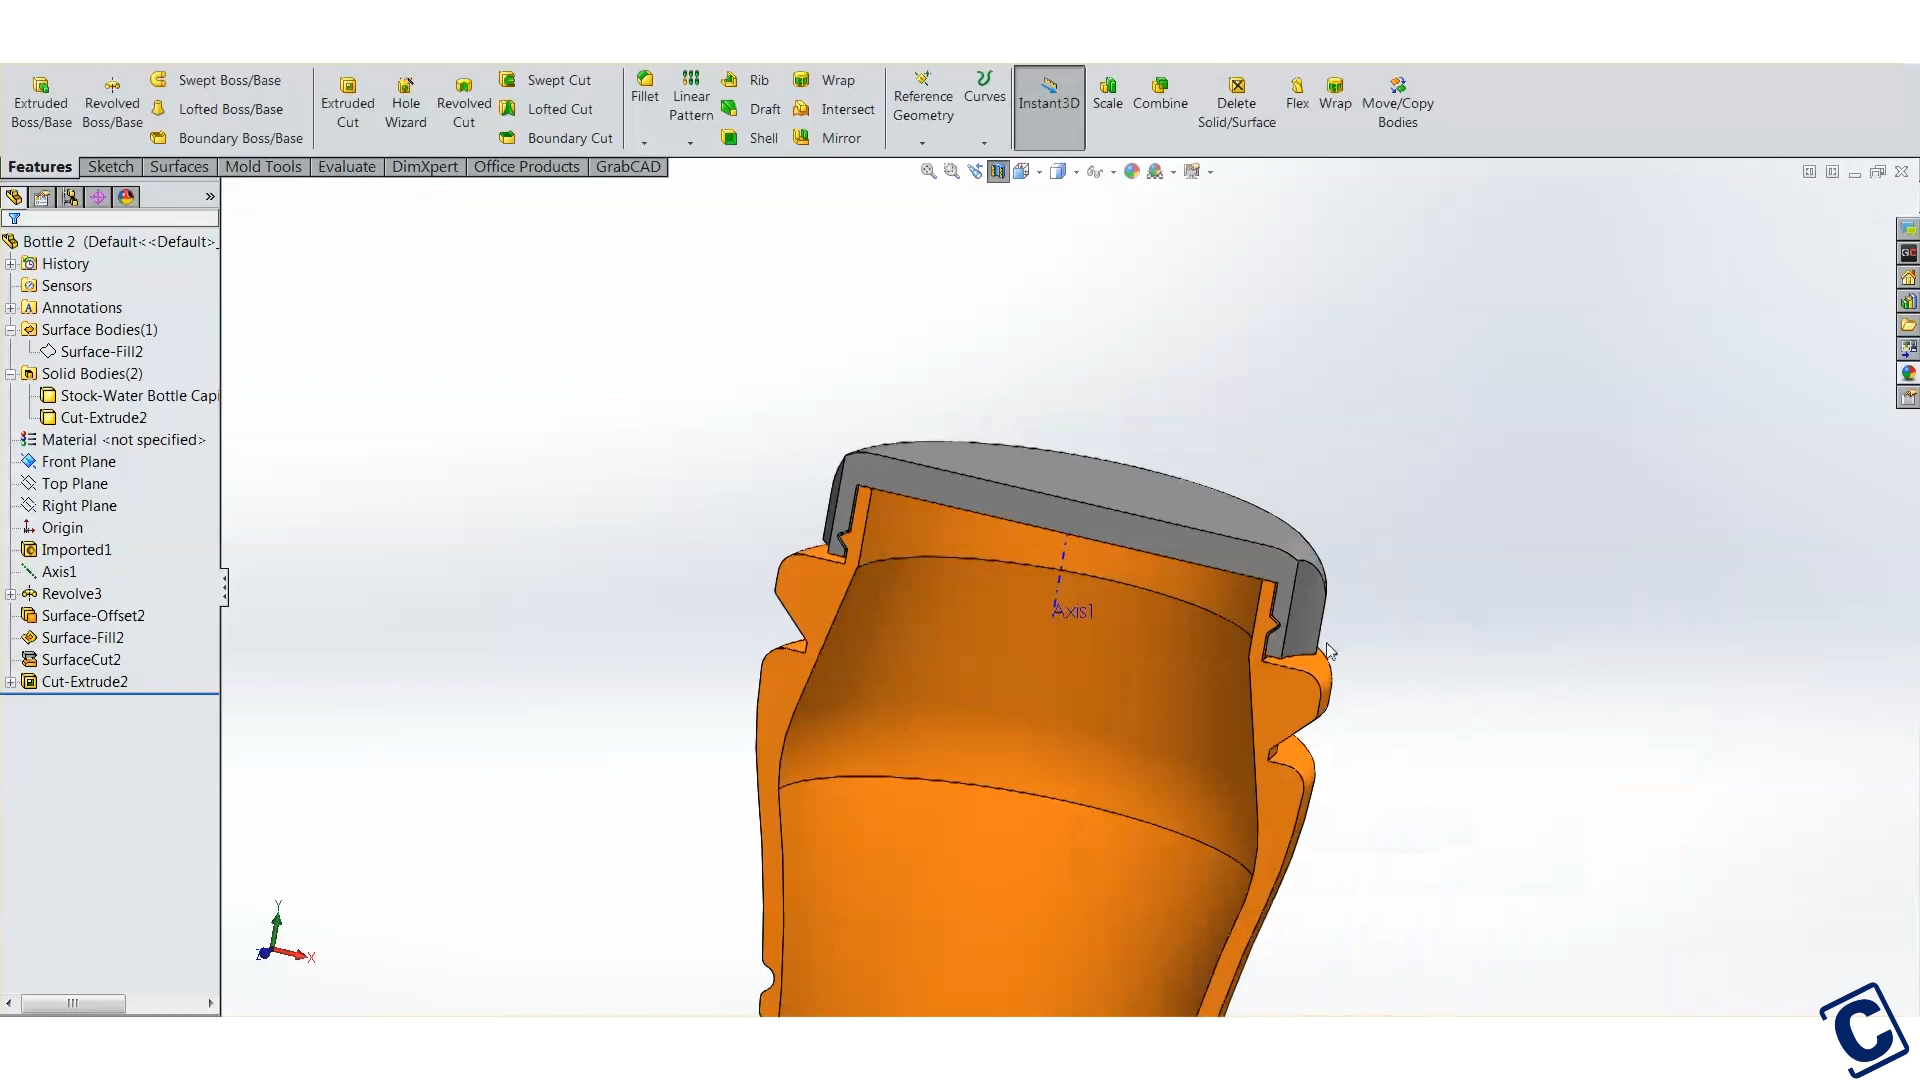 Extruded Boss/Base
Revolved Boss/Base
Swept Boss/Base
Lofted Boss/Base
Boundary Boss/Base
Extruded Cut
Hole Wizard
Revolved Cut
Swept Cut
Lofted Cut
Boundary Cut
Fillet
Linear Pattern
Rib
Draft
Shell
Wrap
Intersect
Mirror
Reference Geometry
Curves
Instant3D
Scale
Combine
Delete Solid/Surface
Flex
Wrap
Move/Copy Bodies
Features
Sketch
Surfaces
Mold Tools
Evaluate
DimXpert
Office Products
GrabCAD
Bottle 2 (Default<<Default>_
History
Sensors
Annotations
Surface Bodies(1)
Surface-Fill2
Solid Bodies(2)
Stock-Water Bottle Capi
Cut-Extrude2
Material <not specified>
Front Plane
Top Plane
Right Plane
Origin
Imported1
Axis1
Revolve3
Surface-Offset2
Surface-Fill2
SurfaceCut2
Cut-Extrude2
Axis1
Y
X
Z
GC
C